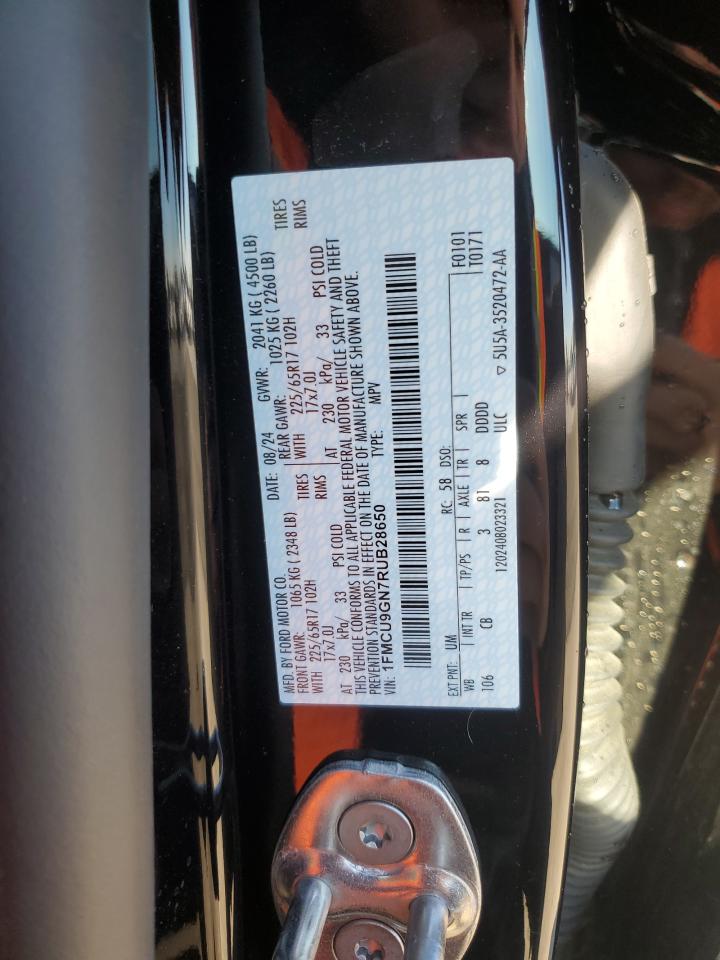 MFD. BY FORD MOTOR CO.
DATE: 08/24 GVWR: 2041 KG ( 4500 LB)
FRONT GAWR: 1065 KG ( 2348 LB) REAR GAWR: 1025 KG ( 2260 LB)
WITH 225/65R17 102H TIRES WITH 225/65R17 102H TIRES
17x7.0J RIMS 17x7.0J RIMS
AT 230 kPa/ 33 PSI COLD AT 230 kPa/ 33 PSI COLD
THIS VEHICLE CONFORMS TO ALL APPLICABLE FEDERAL MOTOR VEHICLE SAFETY AND THEFT
PREVENTION STANDARDS IN EFFECT ON THE DATE OF MANUFACTURE SHOWN ABOVE.
VIN: 1FMCU9GN7RUB28650 TYPE: MPV
EXT PNT: UM RC: 58 DSO: F0101
WB INT TR TP/PS R AXLE TR SPR T0171
106 CB 3 81 8 DDDD
1202408023321 ULC ▽ 5U5A-3520472-AA